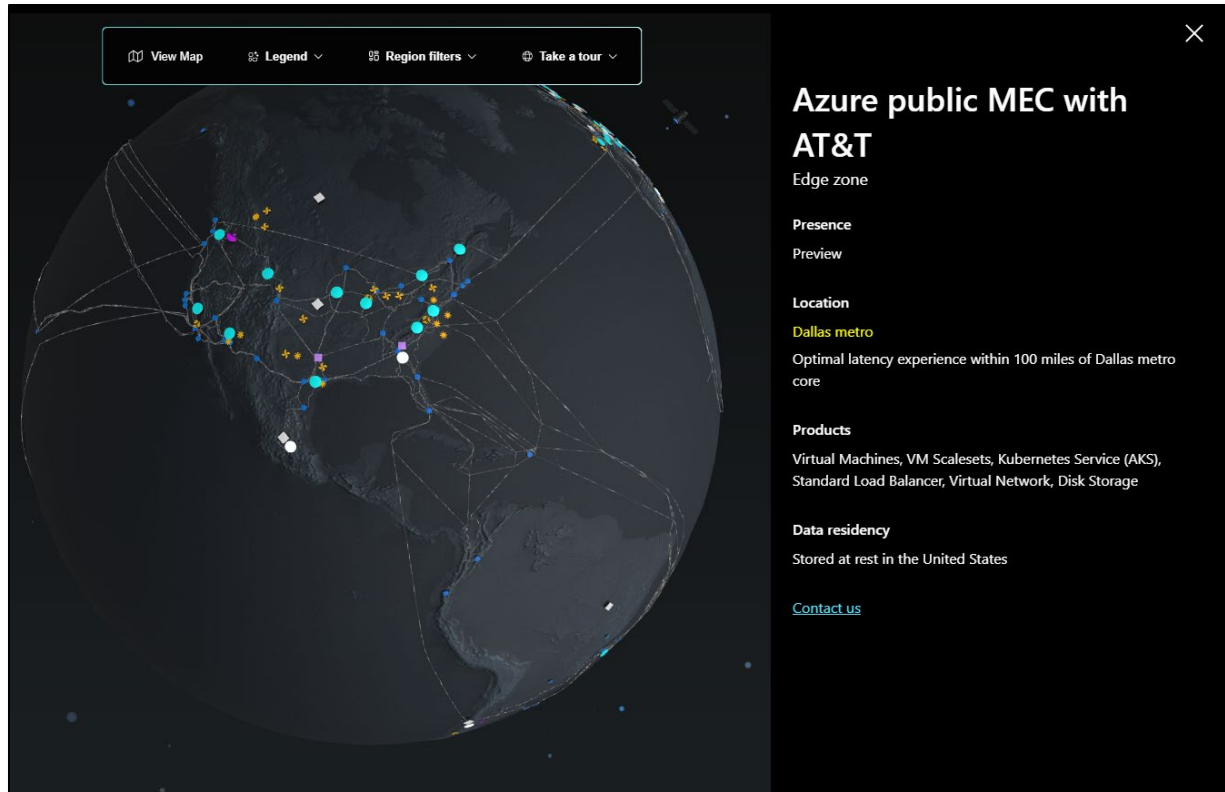 View Map
Legend
Region filters
Take a tour
Azure public MEC with
AT&T
Edge zone
Presence
Preview
Location
Dallas metro
Optimal latency experience within 100 miles of Dallas metro
core
Products
Virtual Machines, VM Scalesets, Kubernetes Service (AKS),
Standard Load Balancer, Virtual Network, Disk Storage
Data residency
Stored at rest in the United States
Contact us